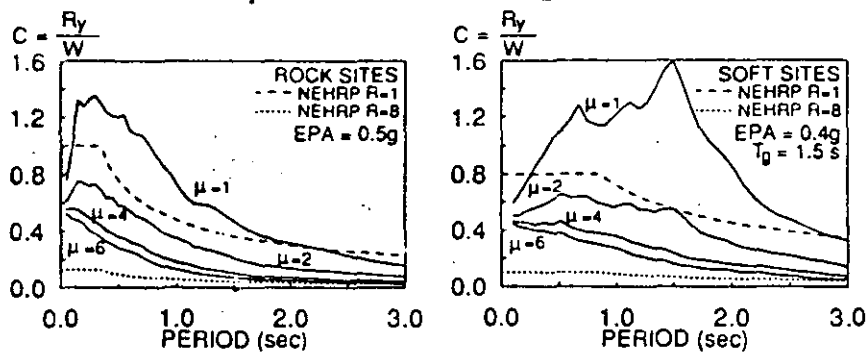 C = Ry/W
1.6
1.2
0.8
0.4
0.0
ROCK SITES
NEHRP R=1
NEHRP R=8
EPA = 0.5g
μ=1
μ=4
μ=6
μ=2
0.0 1.0 2.0 3.0
PERIOD (sec)
C = Ry/W
1.6
1.2
0.8
0.4
0.0
SOFT SITES
NEHRP R=1
NEHRP R=8
EPA = 0.4g
Tg = 1.5 s
μ=1
μ=2
μ=4
μ=6
0.0 1.0 2.0 3.0
PERIOD (sec)